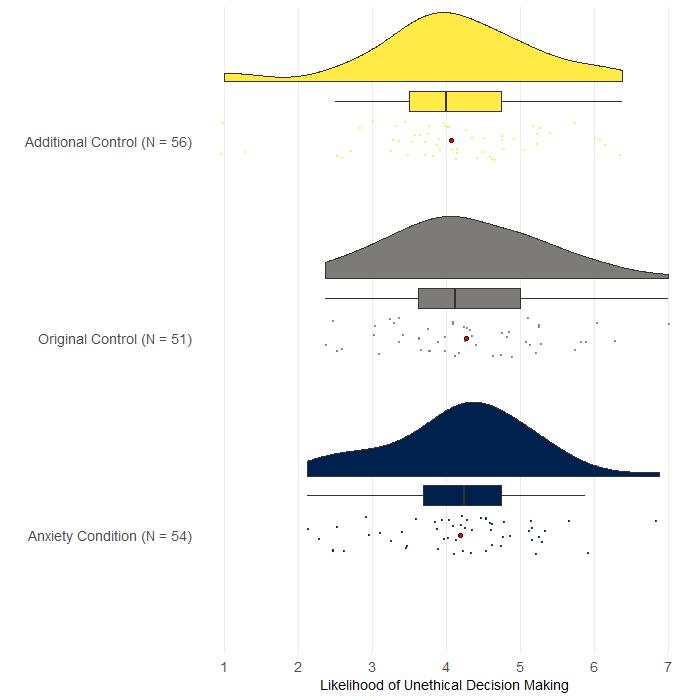 Additional Control (N = 56)
Original Control (N = 51)
Anxiety Condition (N = 54)
1 2 3 4 5 6 7
Likelihood of Unethical Decision Making